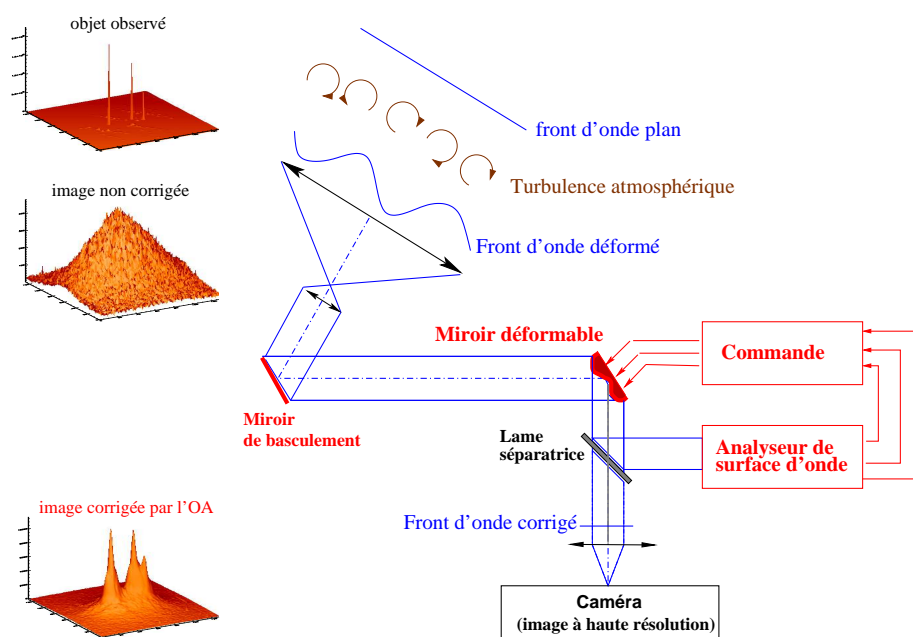 objet observé
front d'onde plan
Turbulence atmosphérique
image non corrigée
Front d'onde déformé
Miroir déformable
Commande
Miroir
de basculement
Lame
séparatrice
Analyseur de
surface d'onde
image corrigée par l'OA
Front d'onde corrigé
Caméra
(image à haute résolution)